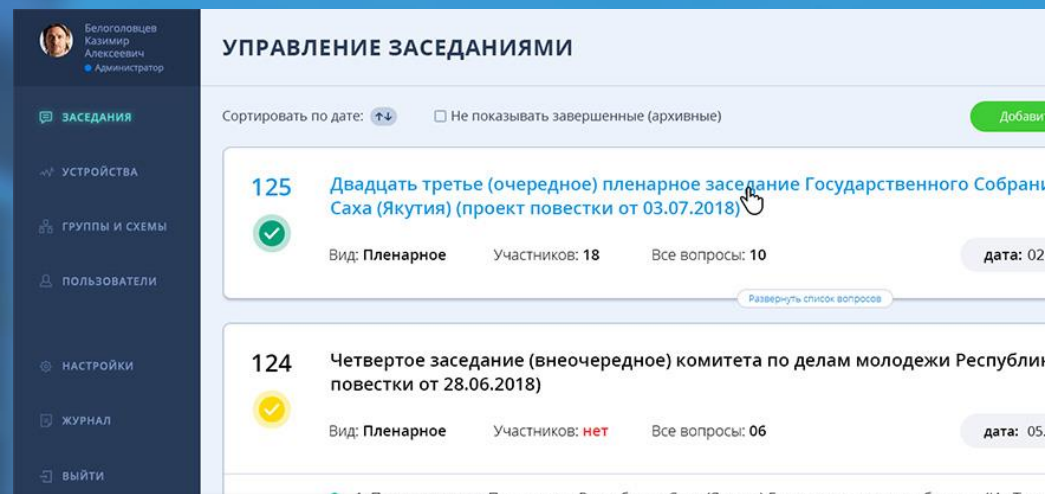 Белоголовцев
Казимир
Алексеевич
Администратор
УПРАВЛЕНИЕ ЗАСЕДАНИЯМИ
ЗАСЕДАНИЯ
Сортировать по дате:
Не показывать завершенные (архивные)
Добави
УСТРОЙСТВА
125
Двадцать третье (очередное) пленарное заседание Государственного Собрани
Саха (Якутия) (проект повестки от 03.07.2018)
ГРУППЫ И СХЕМЫ
Вид: Пленарное Участников: 18 Все вопросы: 10 дата: 02
ПОЛЬЗОВАТЕЛИ
Развернуть список вопросов
НАСТРОЙКИ
124
Четвертое заседание (внеочередное) комитета по делам молодежи Республик
повестки от 28.06.2018)
ЖУРНАЛ
Вид: Пленарное Участников: нет Все вопросы: 06 дата: 05.
ВЫЙТИ